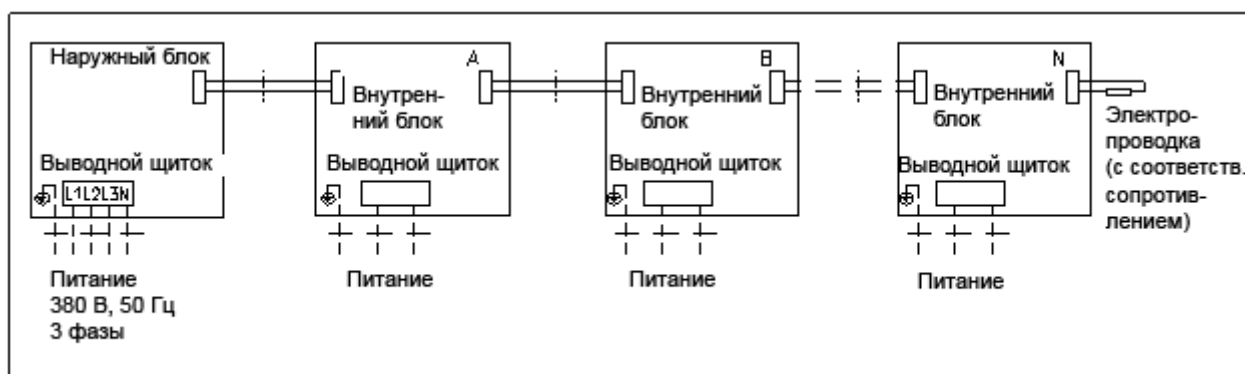 Наружный блок
Выводной щиток
L1L2L3N
Питание
380 В, 50 Гц
3 фазы
A
Внутрен-
ний блок
Выводной щиток
Питание
B
Внутренний
блок
Выводной щиток
Питание
N
Внутренний
блок
Выводной щиток
Питание
Электро-
проводка
(с соответств.
сопротив-
лением)